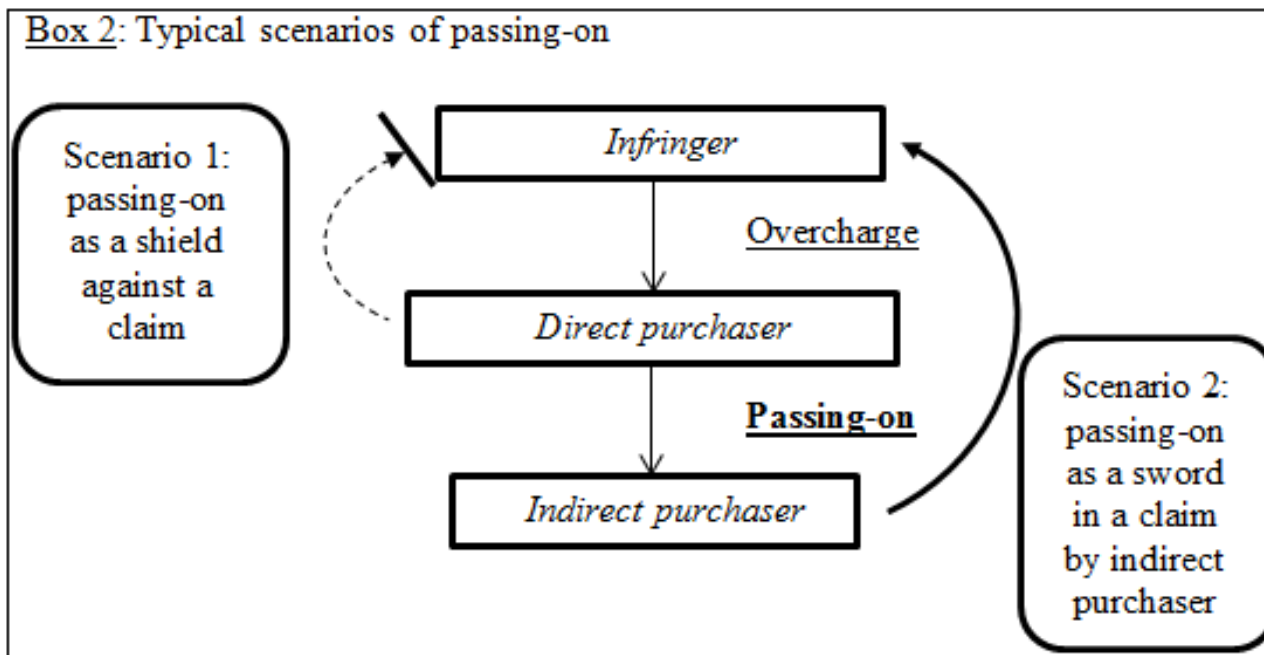 Box 2: Typical scenarios of passing-on
Scenario 1:
passing-on
as a shield
against a
claim
Infringer
Overcharge
Direct purchaser
Passing-on
Indirect purchaser
Scenario 2:
passing-on
as a sword
in a claim
by indirect
purchaser